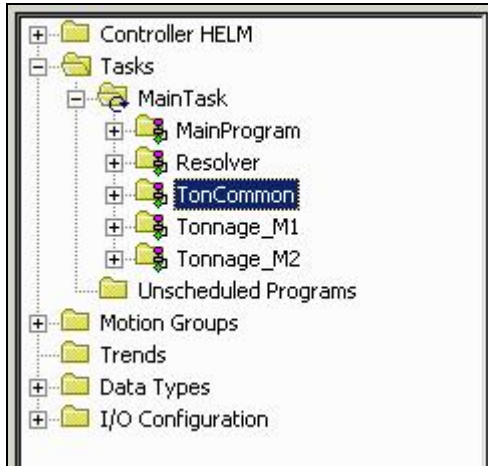 Controller HELM
Tasks
MainTask
MainProgram
Resolver
TonCommon
Tonnage_M1
Tonnage_M2
Unscheduled Programs
Motion Groups
Trends
Data Types
I/O Configuration